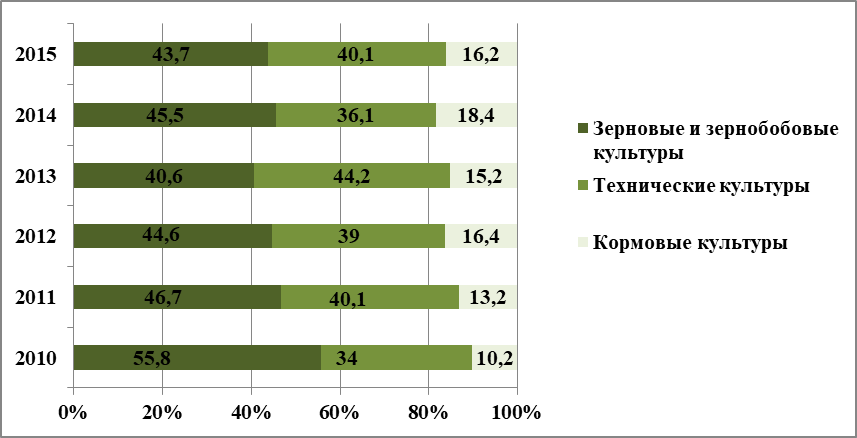 2015 43,7 40,1 16,2
2014 45,5 36,1 18,4
2013 40,6 44,2 15,2
2012 44,6 39 16,4
2011 46,7 40,1 13,2
2010 55,8 34 10,2
0% 20% 40% 60% 80% 100%
Зерновые и зернобобовые
культуры
Технические культуры
Кормовые культуры